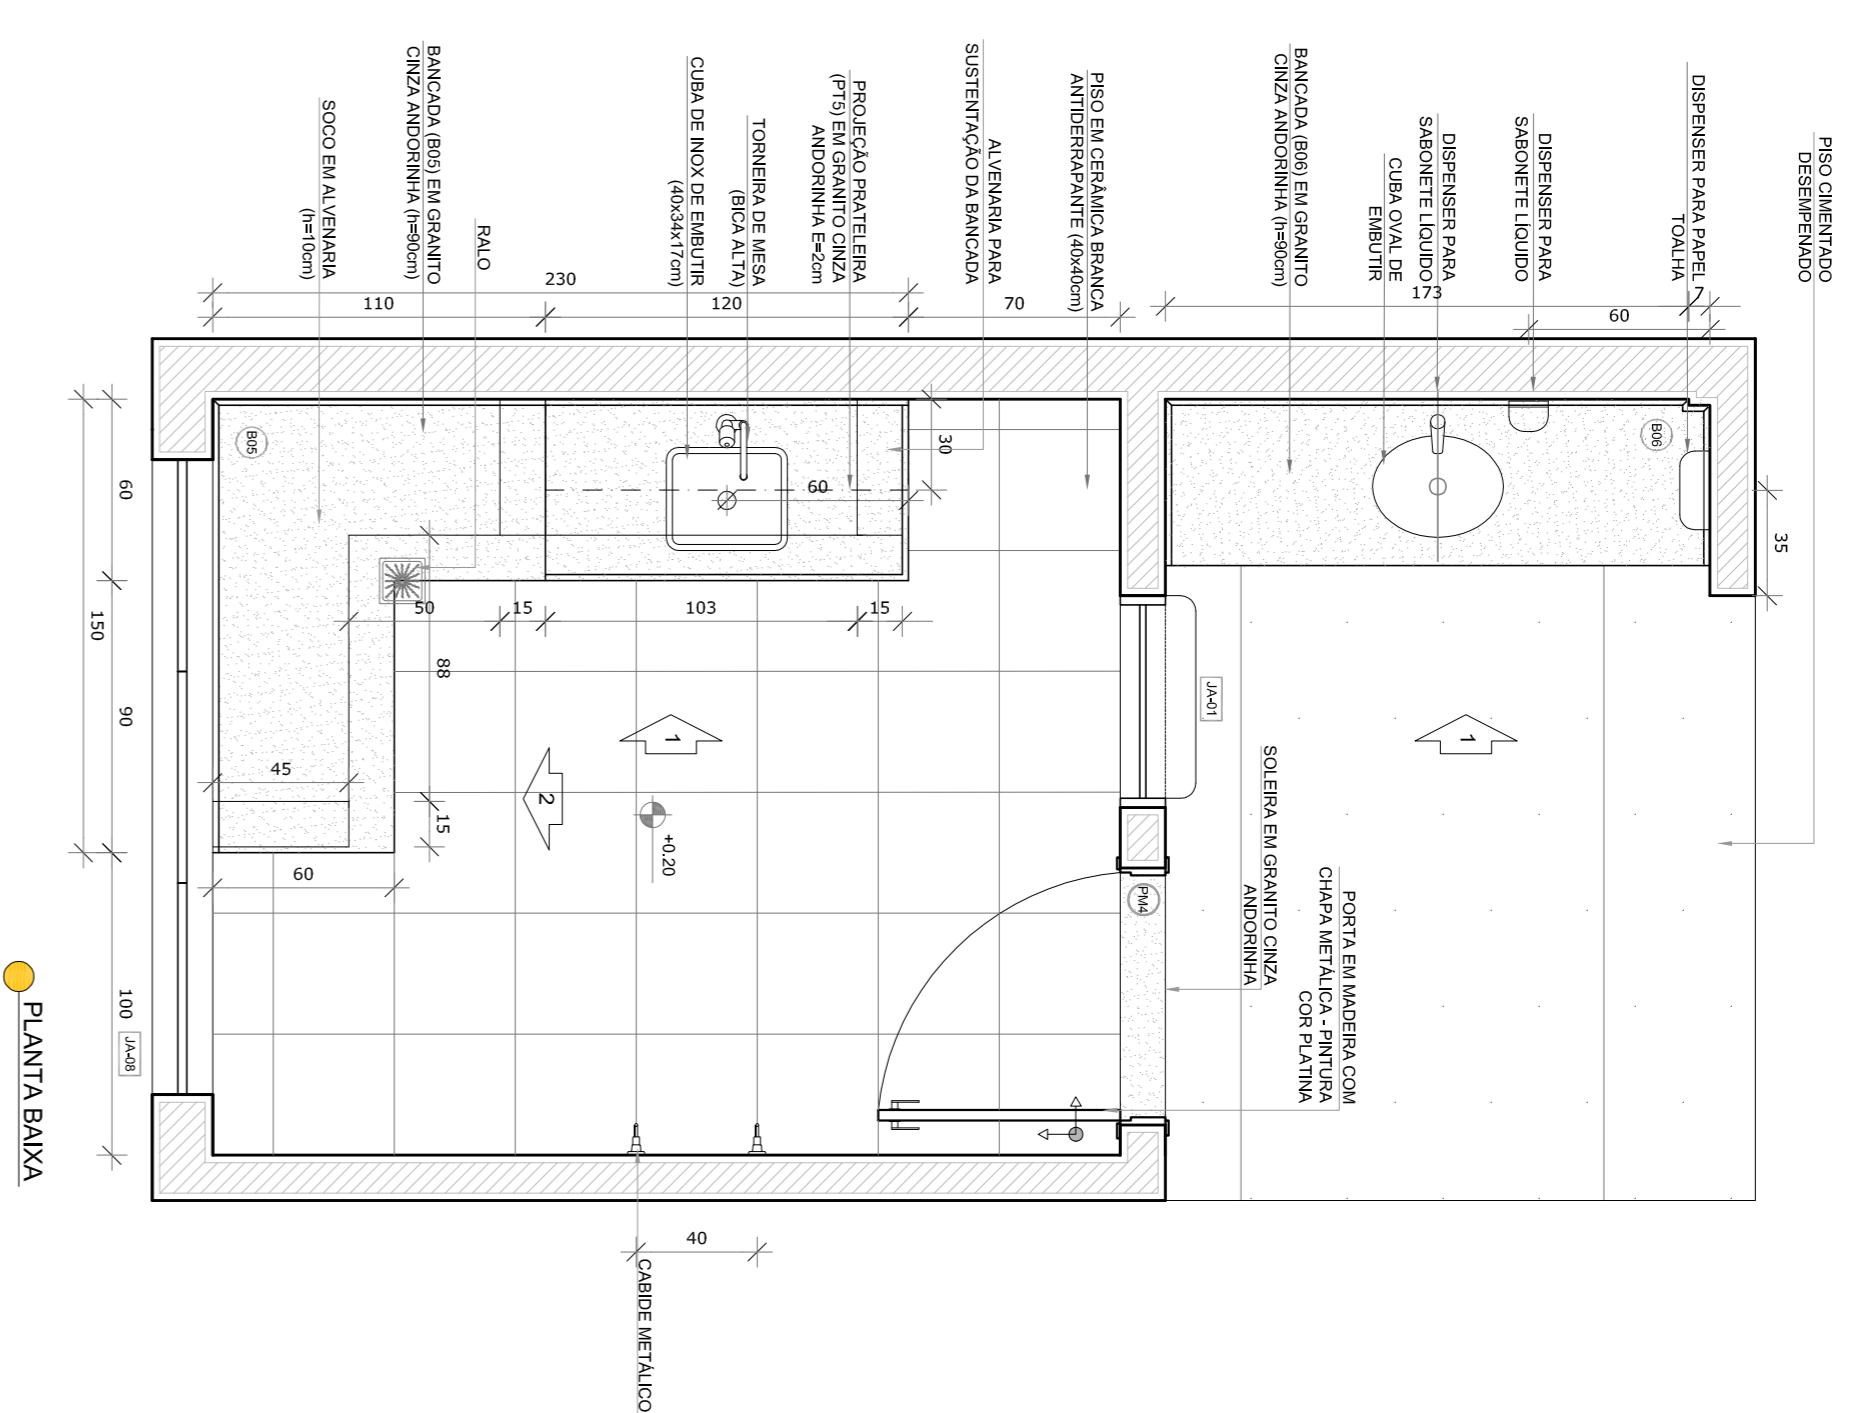 PISO CIMENTADO
DESEMPENADO
DISPENSER PARA PAPEL
TOALHA
DISPENSER PARA
SABONETE LÍQUIDO
DISPENSER PARA
SABONETE LÍQUIDO
CUBA OVAL DE
EMBUTIR
BANCADA (B06) EM GRANITO
CINZA ANDORINHA (h=90cm)
PISO EM CERÂMICA BRANCA
ANTIDERRAPANTE (40x40cm)
ALVENARIA PARA
SUSTENTAÇÃO DA BANCADA
PROJEÇÃO PRATELEIRA
(PT5) EM GRANITO CINZA
ANDORINHA E=2cm
TORNEIRA DE MESA
(BICA ALTA)
CUBA DE INOX DE EMBUTIR
(40x34x17cm)
RALO
BANCADA (B05) EM GRANITO
CINZA ANDORINHA (h=90cm)
SOCO EM ALVENARIA
(h=10cm)
230
110
120
70
173
7
60
B05
B06
30
60
35
60
150
90
100
50
15
103
15
88
45
15
60
1
2
1
+0.20
JA-01
PM4
SOLEIRA EM GRANITO CINZA
ANDORINHA
PORTA EM MADEIRA COM
CHAPA METÁLICA - PINTURA
COR PLATINA
JA-08
40
CABIDE METÁLICO
PLANTA BAIXA